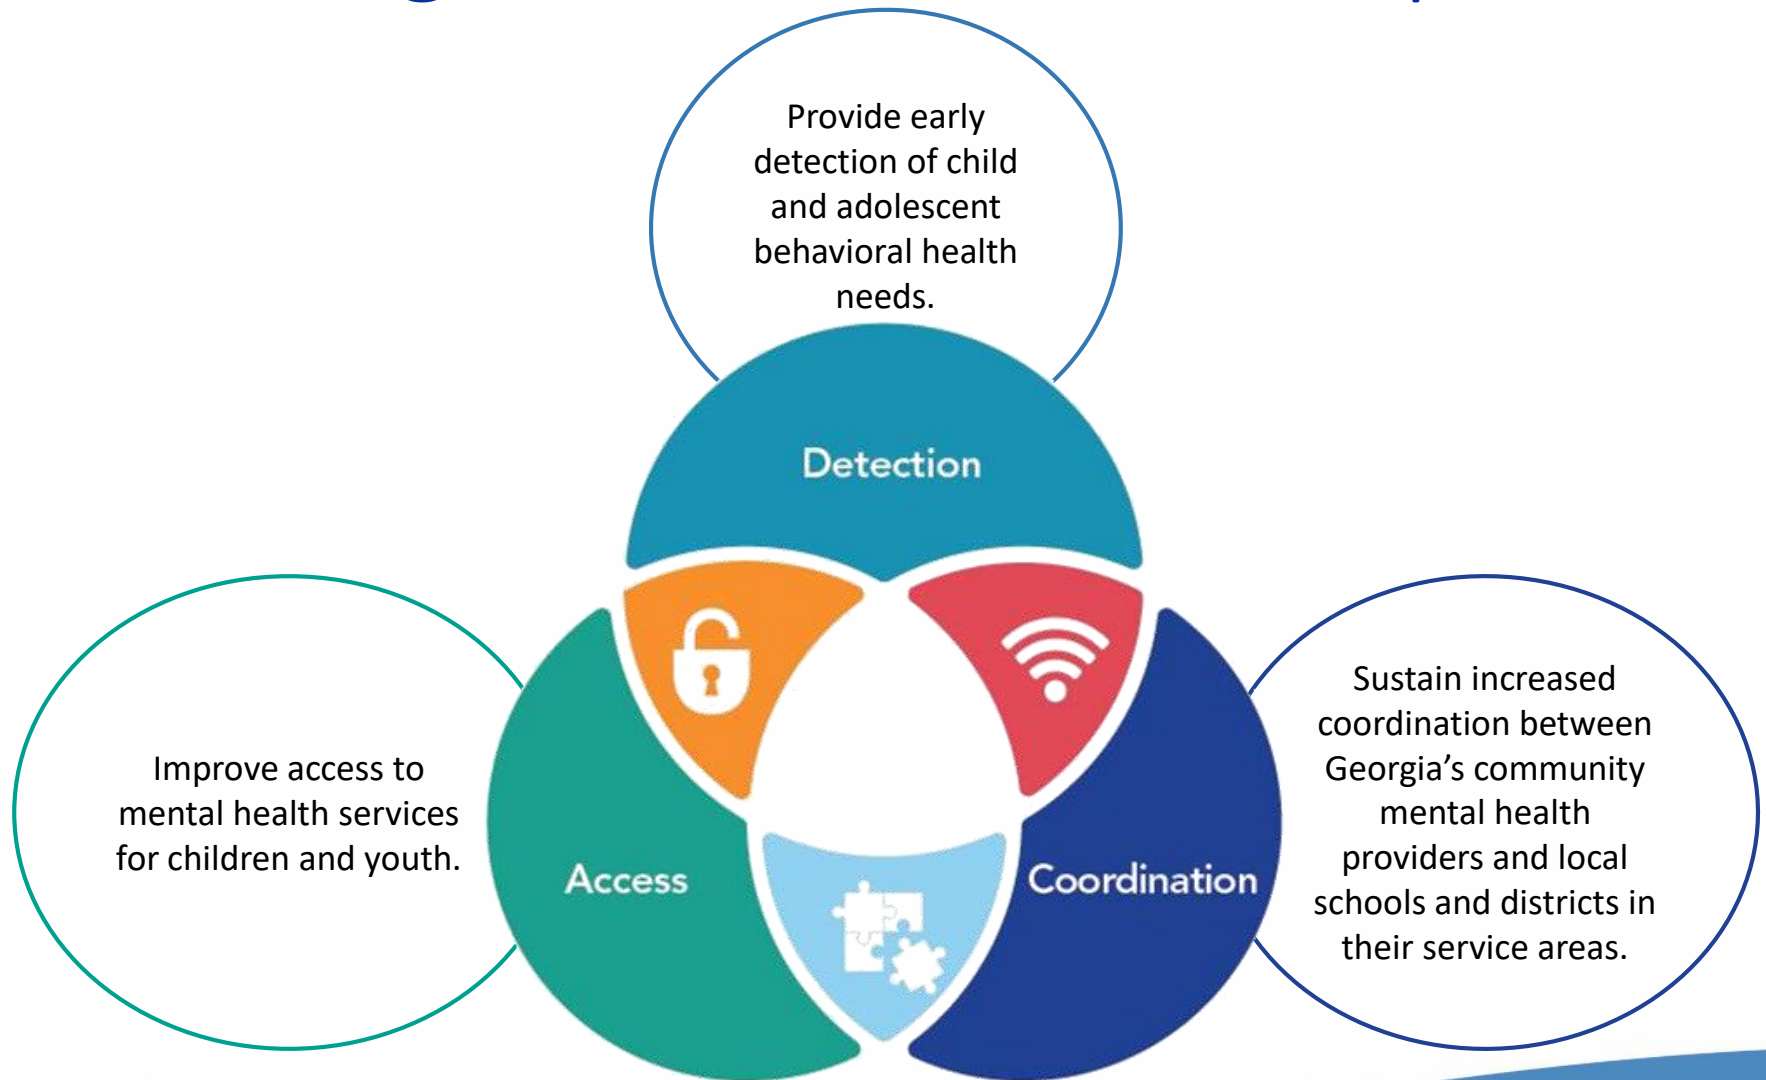 Provide early
detection of child
and adolescent
behavioral health
needs.
Detection
Improve access to
mental health services
for children and youth.
Access
Coordination
Sustain increased
coordination between
Georgia’s community
mental health
providers and local
schools and districts in
their service areas.